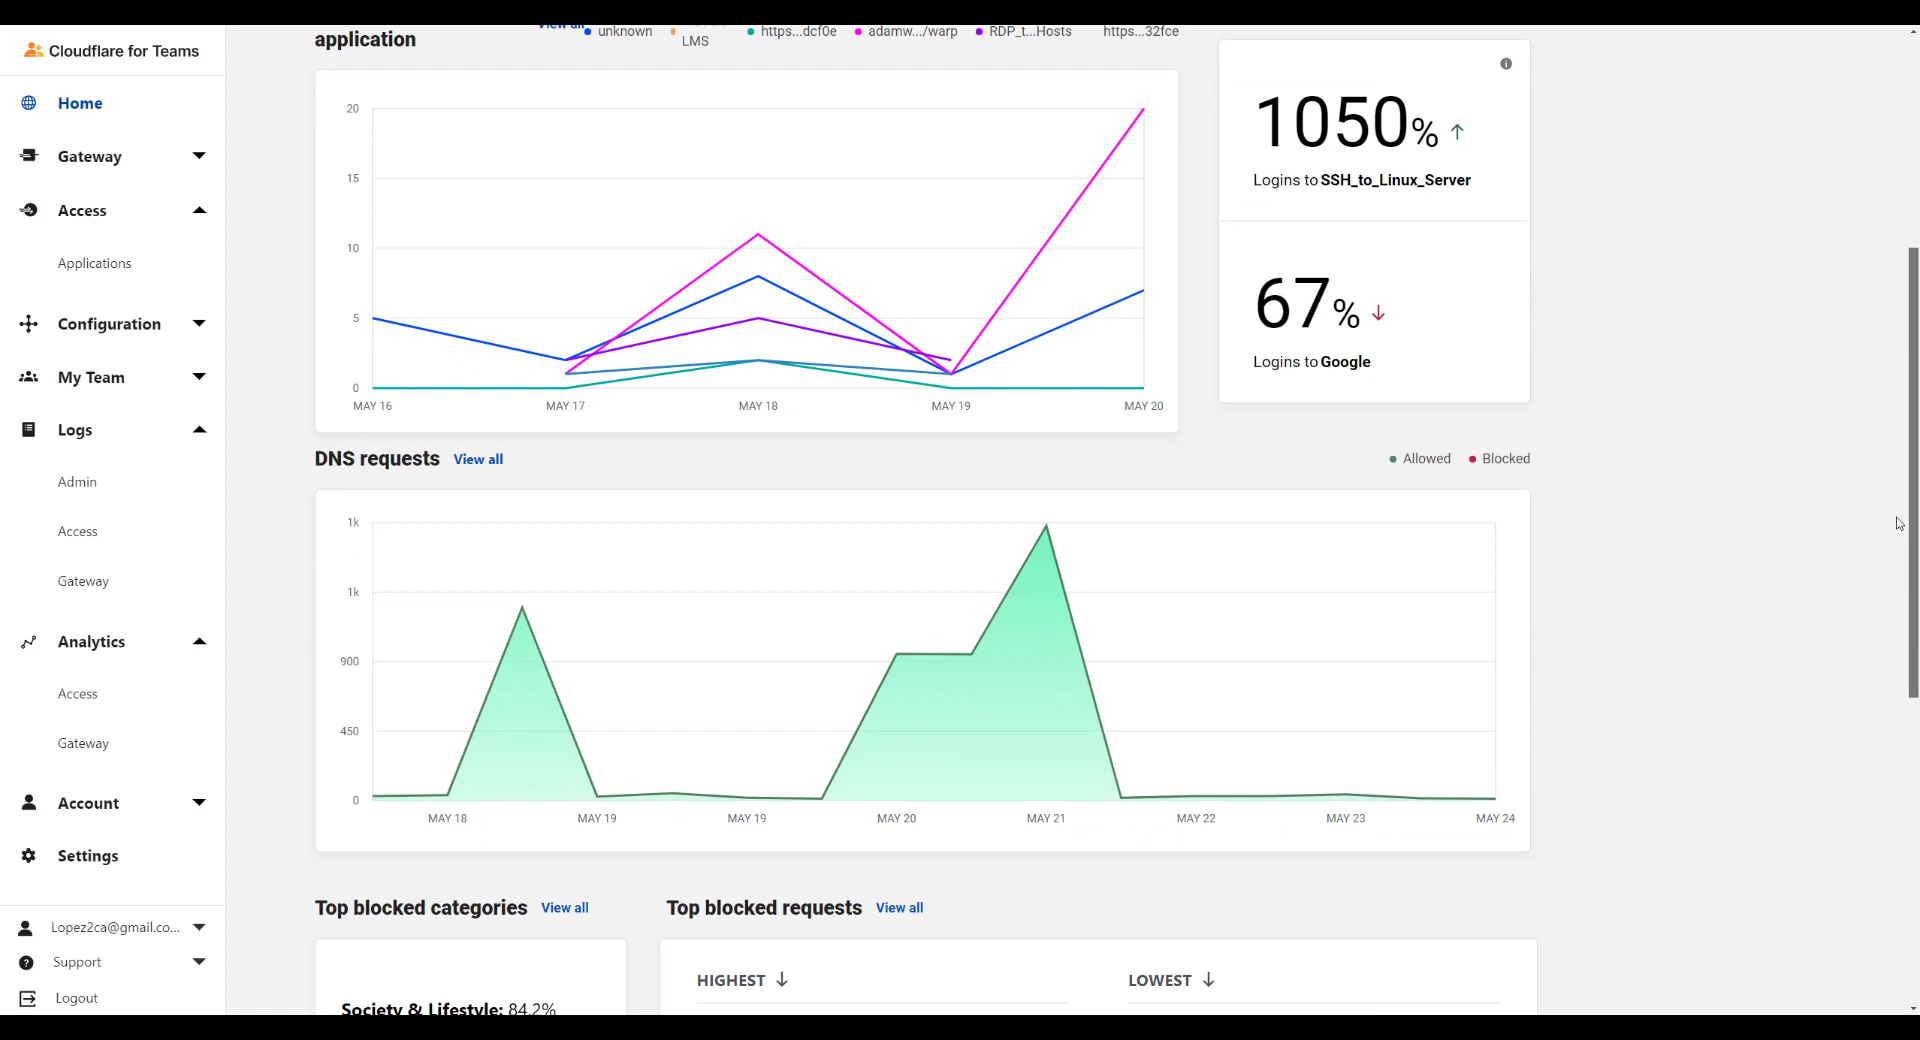 Cloudflare for Teams
Home
Gateway
Access
Applications
Configuration
My Team
Logs
Admin
Access
Gateway
Analytics
Access
Gateway
Account
Settings
Lopez2ca@gmail.co...
Support
Logout
application
View all
unknown
LMS
https...dcf0e
adamw.../warp
RDP_t...Hosts
https...32fce
20
15
10
5
0
MAY 16 MAY 17 MAY 18 MAY 19 MAY 20
1050%
Logins to SSH_to_Linux_Server
67%
Logins to Google
DNS requests View all
Allowed Blocked
1k
1k
900
450
0
MAY 18 MAY 19 MAY 19 MAY 20 MAY 21 MAY 22 MAY 23 MAY 24
Top blocked categories View all
Society & Lifestyle: 84.2%
Top blocked requests View all
HIGHEST LOWEST